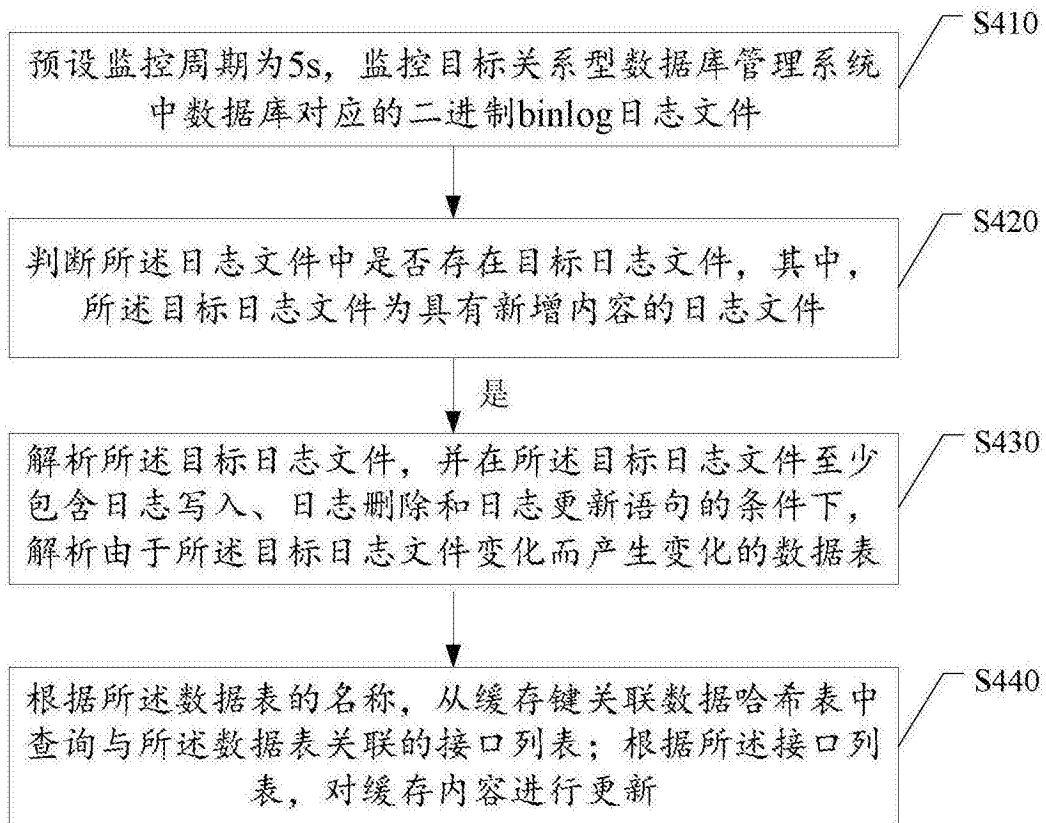 S410
预设监控周期为5s，监控目标关系型数据库管理系统
中数据库对应的二进制binlog日志文件
S420
判断所述日志文件中是否存在目标日志文件，其中，
所述目标日志文件为具有新增内容的日志文件
是
S430
解析所述目标日志文件，并在所述目标日志文件至少
包含日志写入、日志删除和日志更新语句的条件下，
解析由于所述目标日志文件变化而产生变化的数据表
S440
根据所述数据表的名称，从缓存键关联数据哈希表中
查询与所述数据表关联的接口列表；根据所述接口列
表，对缓存内容进行更新